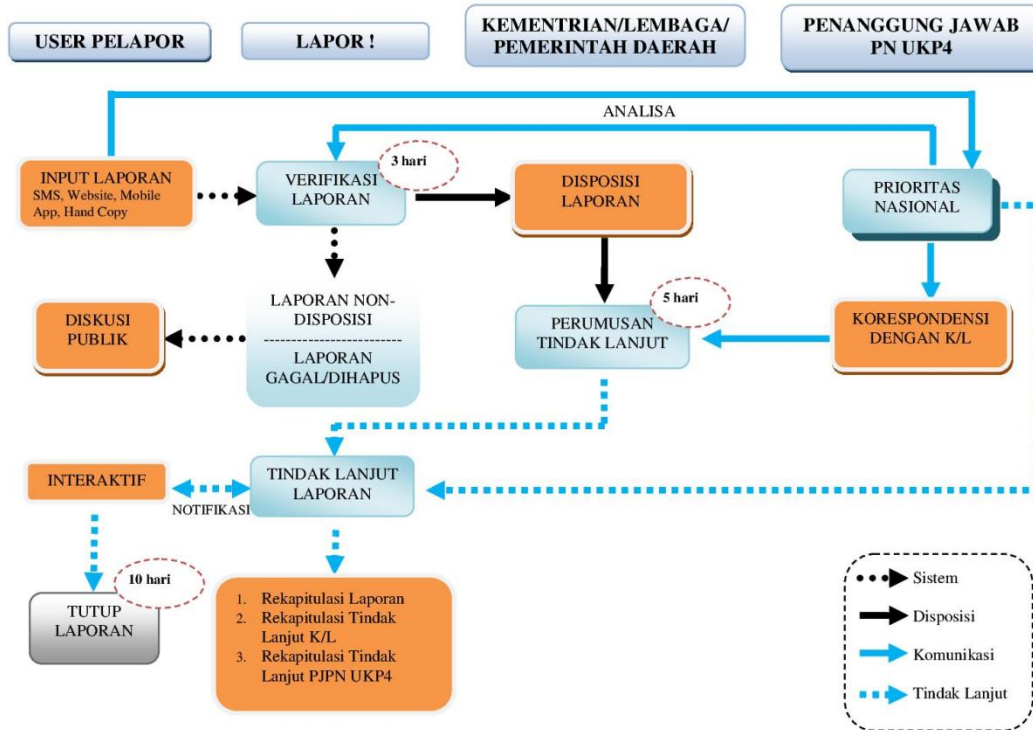 USER PELAPOR
LAPOR !
KEMENTRIAN/LEMBAGA/
PEMERINTAH DAERAH
PENANGGUNG JAWAB
PN UKP4
ANALISA
INPUT LAPORAN
SMS, Website, Mobile
App, Hand Copy
VERIFIKASI
LAPORAN
3 hari
DISPOSISI
LAPORAN
PRIORITAS
NASIONAL
DISKUSI
PUBLIK
LAPORAN NON-
DISPOSISI
LAPORAN
GAGAL/DIHAPUS
PERUMUSAN
TINDAK LANJUT
5 hari
KORESPONDENSI
DENGAN K/L
INTERAKTIF
NOTIFIKASI
TINDAK LANJUT
LAPORAN
10 hari
TUTUP
LAPORAN
1. Rekapitulasi Laporan
2. Rekapitulasi Tindak
Lanjut K/L
3. Rekapitulasi Tindak
Lanjut PJPN UKP4
Sistem
Disposisi
Komunikasi
Tindak Lanjut